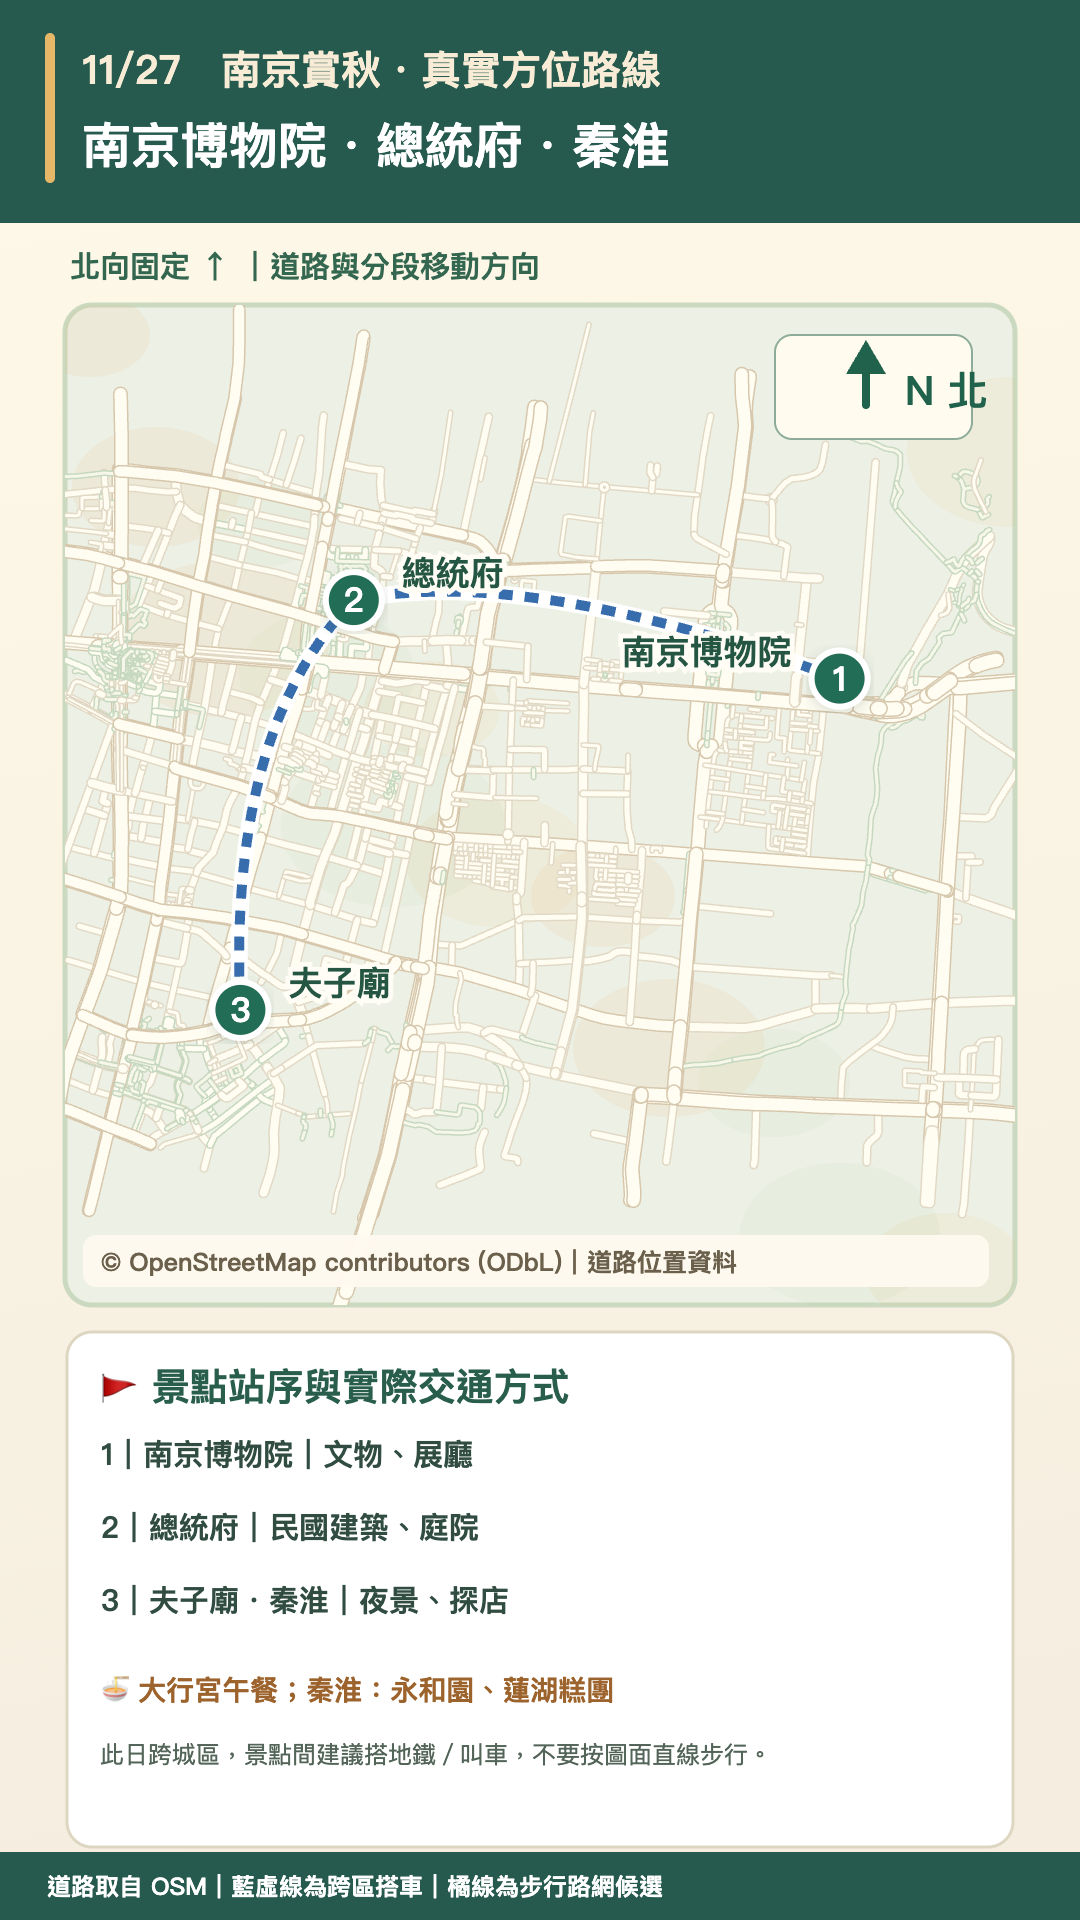 11/27 南京賞秋 · 真實方位路線
南京博物院 · 總統府 · 秦淮
北向固定 ↑ ｜道路與分段移動方向
N 北
總統府
2
南京博物院
1
夫子廟
3
© OpenStreetMap contributors (ODbL)｜道路位置資料
🚩 景點站序與實際交通方式
1｜南京博物院｜文物、展廳
2｜總統府｜民國建築、庭院
3｜夫子廟 · 秦淮｜夜景、探店
🍜 大行宮午餐；秦淮：永和園、蓮湖糕團
此日跨城區，景點間建議搭地鐵 / 叫車，不要按圖面直線步行。
道路取自 OSM｜藍虛線為跨區搭車｜橘線為步行路網候選